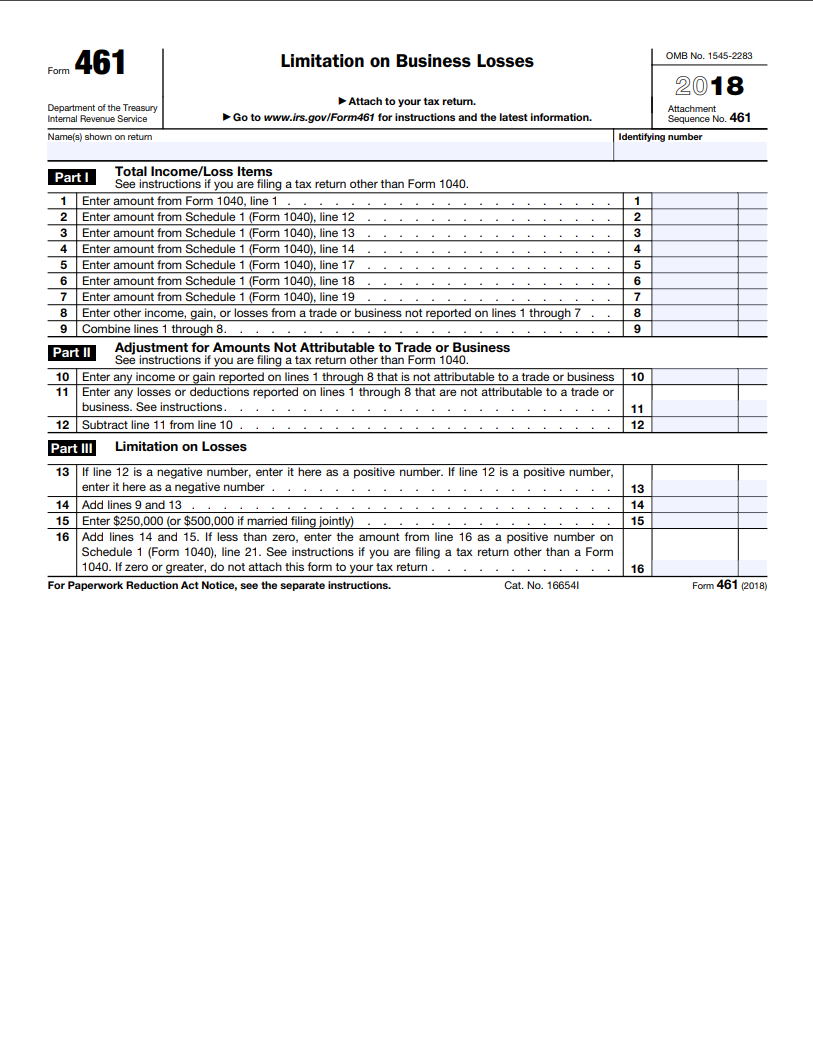 Form 461
Limitation on Business Losses
OMB No. 1545-2283
2018
Department of the Treasury
Internal Revenue Service
▶ Attach to your tax return.
▶ Go to www.irs.gov/Form461 for instructions and the latest information.
Attachment
Sequence No. 461
Name(s) shown on return
Identifying number
Part I Total Income/Loss Items
See instructions if you are filing a tax return other than Form 1040.
1 Enter amount from Form 1040, line 1 . . . . . . . . . . . . . . . . . . . . . 1
2 Enter amount from Schedule 1 (Form 1040), line 12 . . . . . . . . . . . . . . . . 2
3 Enter amount from Schedule 1 (Form 1040), line 13 . . . . . . . . . . . . . . . . 3
4 Enter amount from Schedule 1 (Form 1040), line 14 . . . . . . . . . . . . . . . . 4
5 Enter amount from Schedule 1 (Form 1040), line 17 . . . . . . . . . . . . . . . . 5
6 Enter amount from Schedule 1 (Form 1040), line 18 . . . . . . . . . . . . . . . . 6
7 Enter amount from Schedule 1 (Form 1040), line 19 . . . . . . . . . . . . . . . . 7
8 Enter other income, gain, or losses from a trade or business not reported on lines 1 through 7 . . 8
9 Combine lines 1 through 8. . . . . . . . . . . . . . . . . . . . . . . . . 9
Part II Adjustment for Amounts Not Attributable to Trade or Business
See instructions if you are filing a tax return other than Form 1040.
10 Enter any income or gain reported on lines 1 through 8 that is not attributable to a trade or business 10
11 Enter any losses or deductions reported on lines 1 through 8 that are not attributable to a trade or
business. See instructions. . . . . . . . . . . . . . . . . . . . . . . . . 11
12 Subtract line 11 from line 10 . . . . . . . . . . . . . . . . . . . . . . . . 12
Part III Limitation on Losses
13 If line 12 is a negative number, enter it here as a positive number. If line 12 is a positive number,
enter it here as a negative number . . . . . . . . . . . . . . . . . . . . . . 13
14 Add lines 9 and 13 . . . . . . . . . . . . . . . . . . . . . . . . . . . 14
15 Enter $250,000 (or $500,000 if married filing jointly) . . . . . . . . . . . . . . . . 15
16 Add lines 14 and 15. If less than zero, enter the amount from line 16 as a positive number on
Schedule 1 (Form 1040), line 21. See instructions if you are filing a tax return other than a Form
1040. If zero or greater, do not attach this form to your tax return . . . . . . . . . . . . 16
For Paperwork Reduction Act Notice, see the separate instructions.
Cat. No. 16654I
Form 461 (2018)